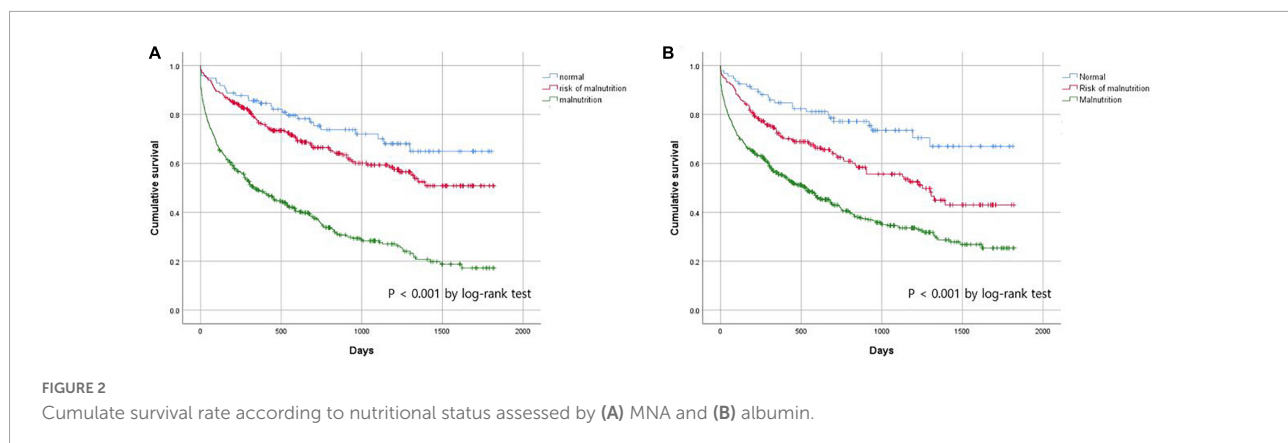 A
1.0
0.8
0.6
0.4
0.2
0.0
Cumulative survival
0 500 1000 1500 2000
Days
normal
risk of malnutrition
malnutrition
P < 0.001 by log-rank test
B
1.0
0.8
0.6
0.4
0.2
0.0
Cumulative survival
0 500 1000 1500 2000
Days
Normal
Risk of malnutrition
Malnutrition
P < 0.001 by log-rank test
FIGURE 2
Cumulate survival rate according to nutritional status assessed by (A) MNA and (B) albumin.